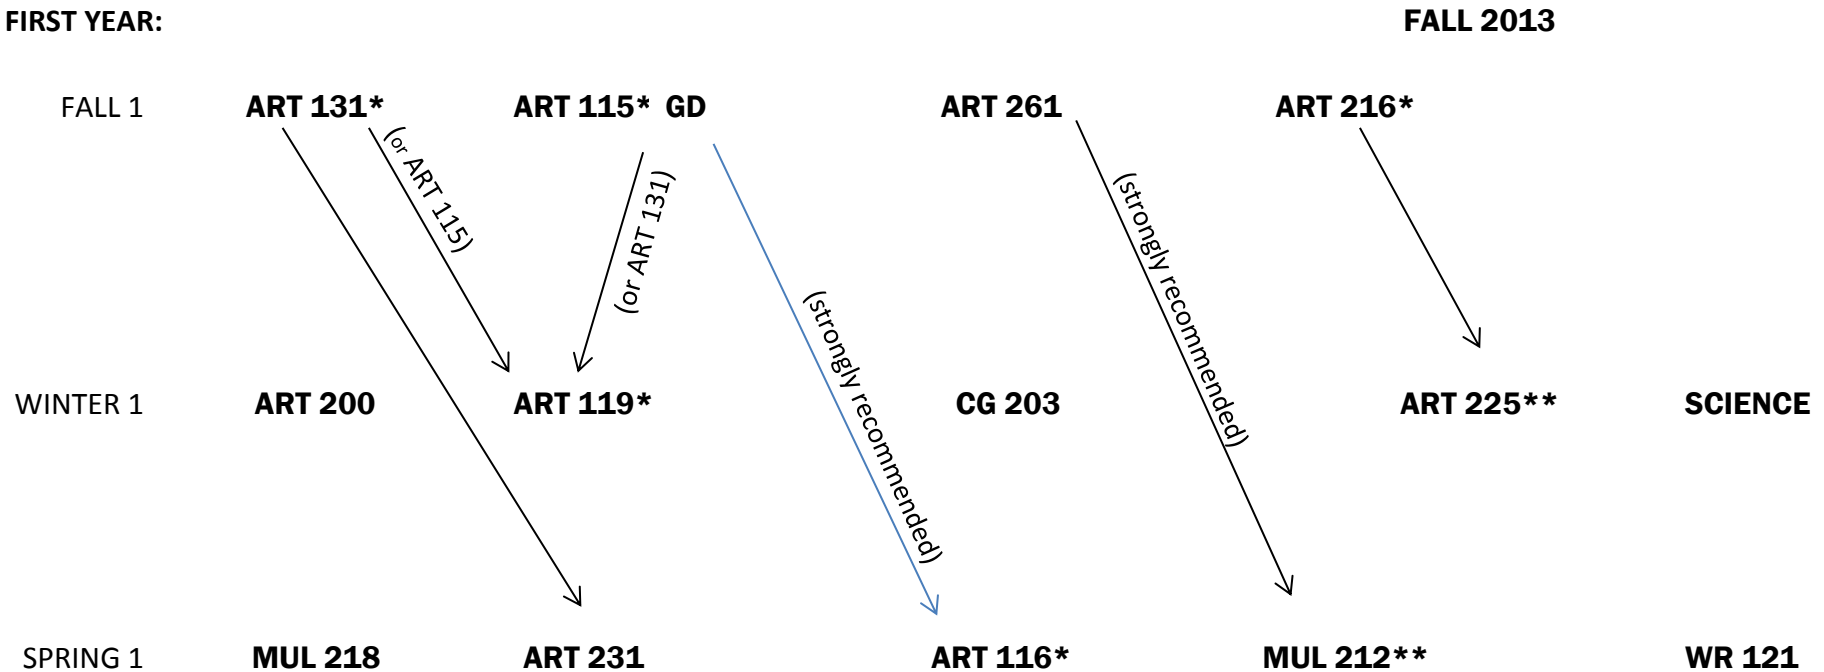 FIRST YEAR: FALL 2013
FALL 1 ART 131* ART 115* GD ART 261 ART 216*
(or ART 115)
(or ART 131)
(strongly recommended)
(strongly recommended)
WINTER 1 ART 200 ART 119* CG 203 ART 225** SCIENCE
SPRING 1 MUL 218 ART 231 ART 116* MUL 212** WR 121